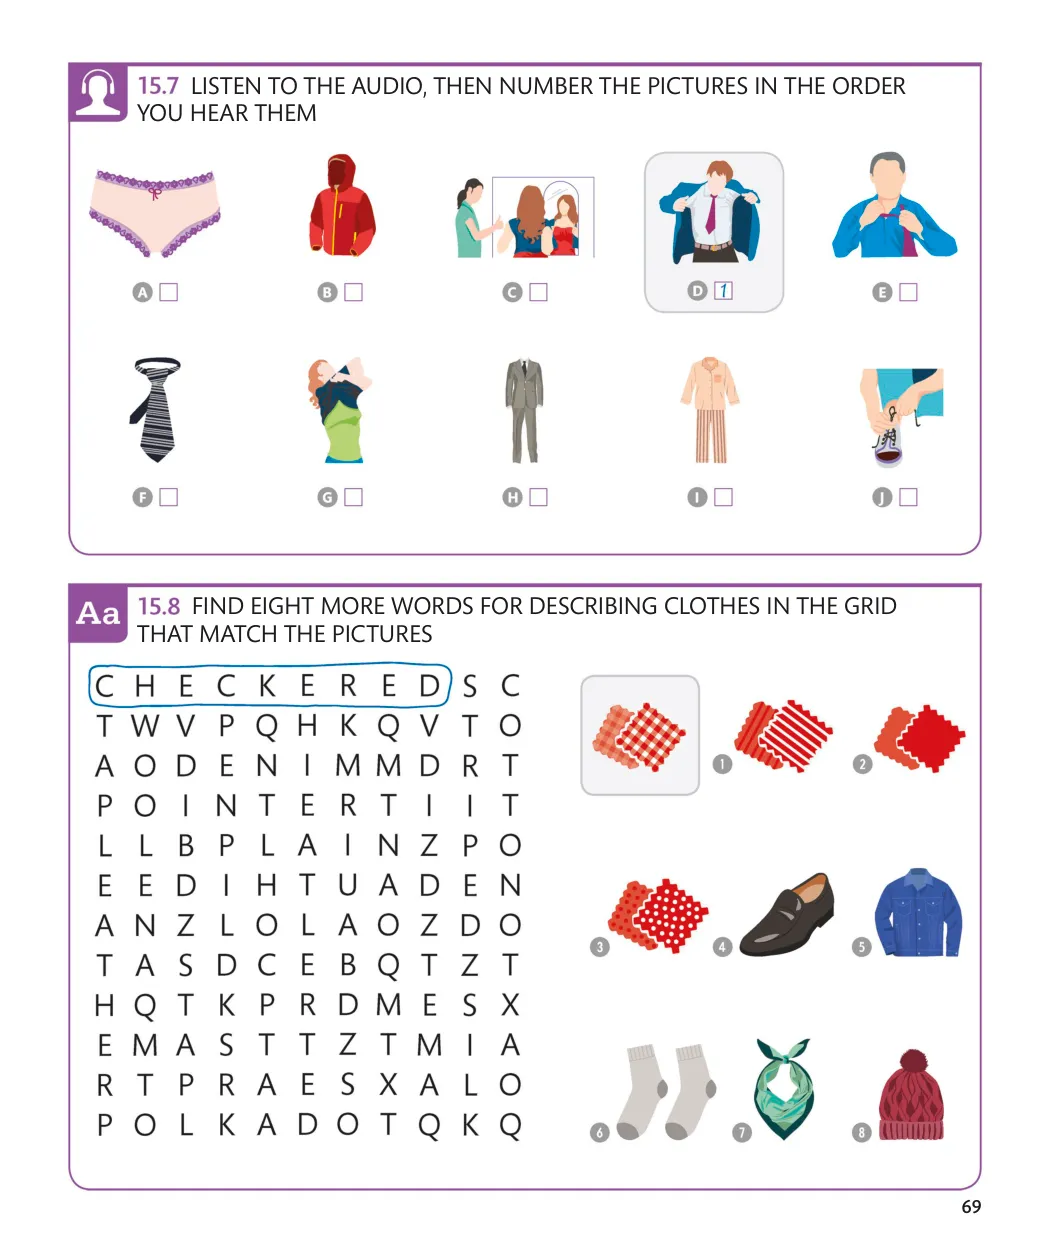 15.7 LISTEN TO THE AUDIO, THEN NUMBER THE PICTURES IN THE ORDER
YOU HEAR THEM
A
B
C
D 1
E
F
G
H
I
J
Aa
15.8 FIND EIGHT MORE WORDS FOR DESCRIBING CLOTHES IN THE GRID
THAT MATCH THE PICTURES
C H E C K E R E D S C
T W V P Q H K Q V T O
A O D E N I M M D R T
P O I N T E R T I I T
L L B P L A I N Z P O
E E D I H T U A D E N
A N Z L O L A O Z D O
T A S D C E B Q T Z T
H Q T K P R D M E S X
E M A S T T Z T M I A
R T P R A E S X A L O
P O L K A D O T Q K Q
1
2
3
4
5
6
7
8
69